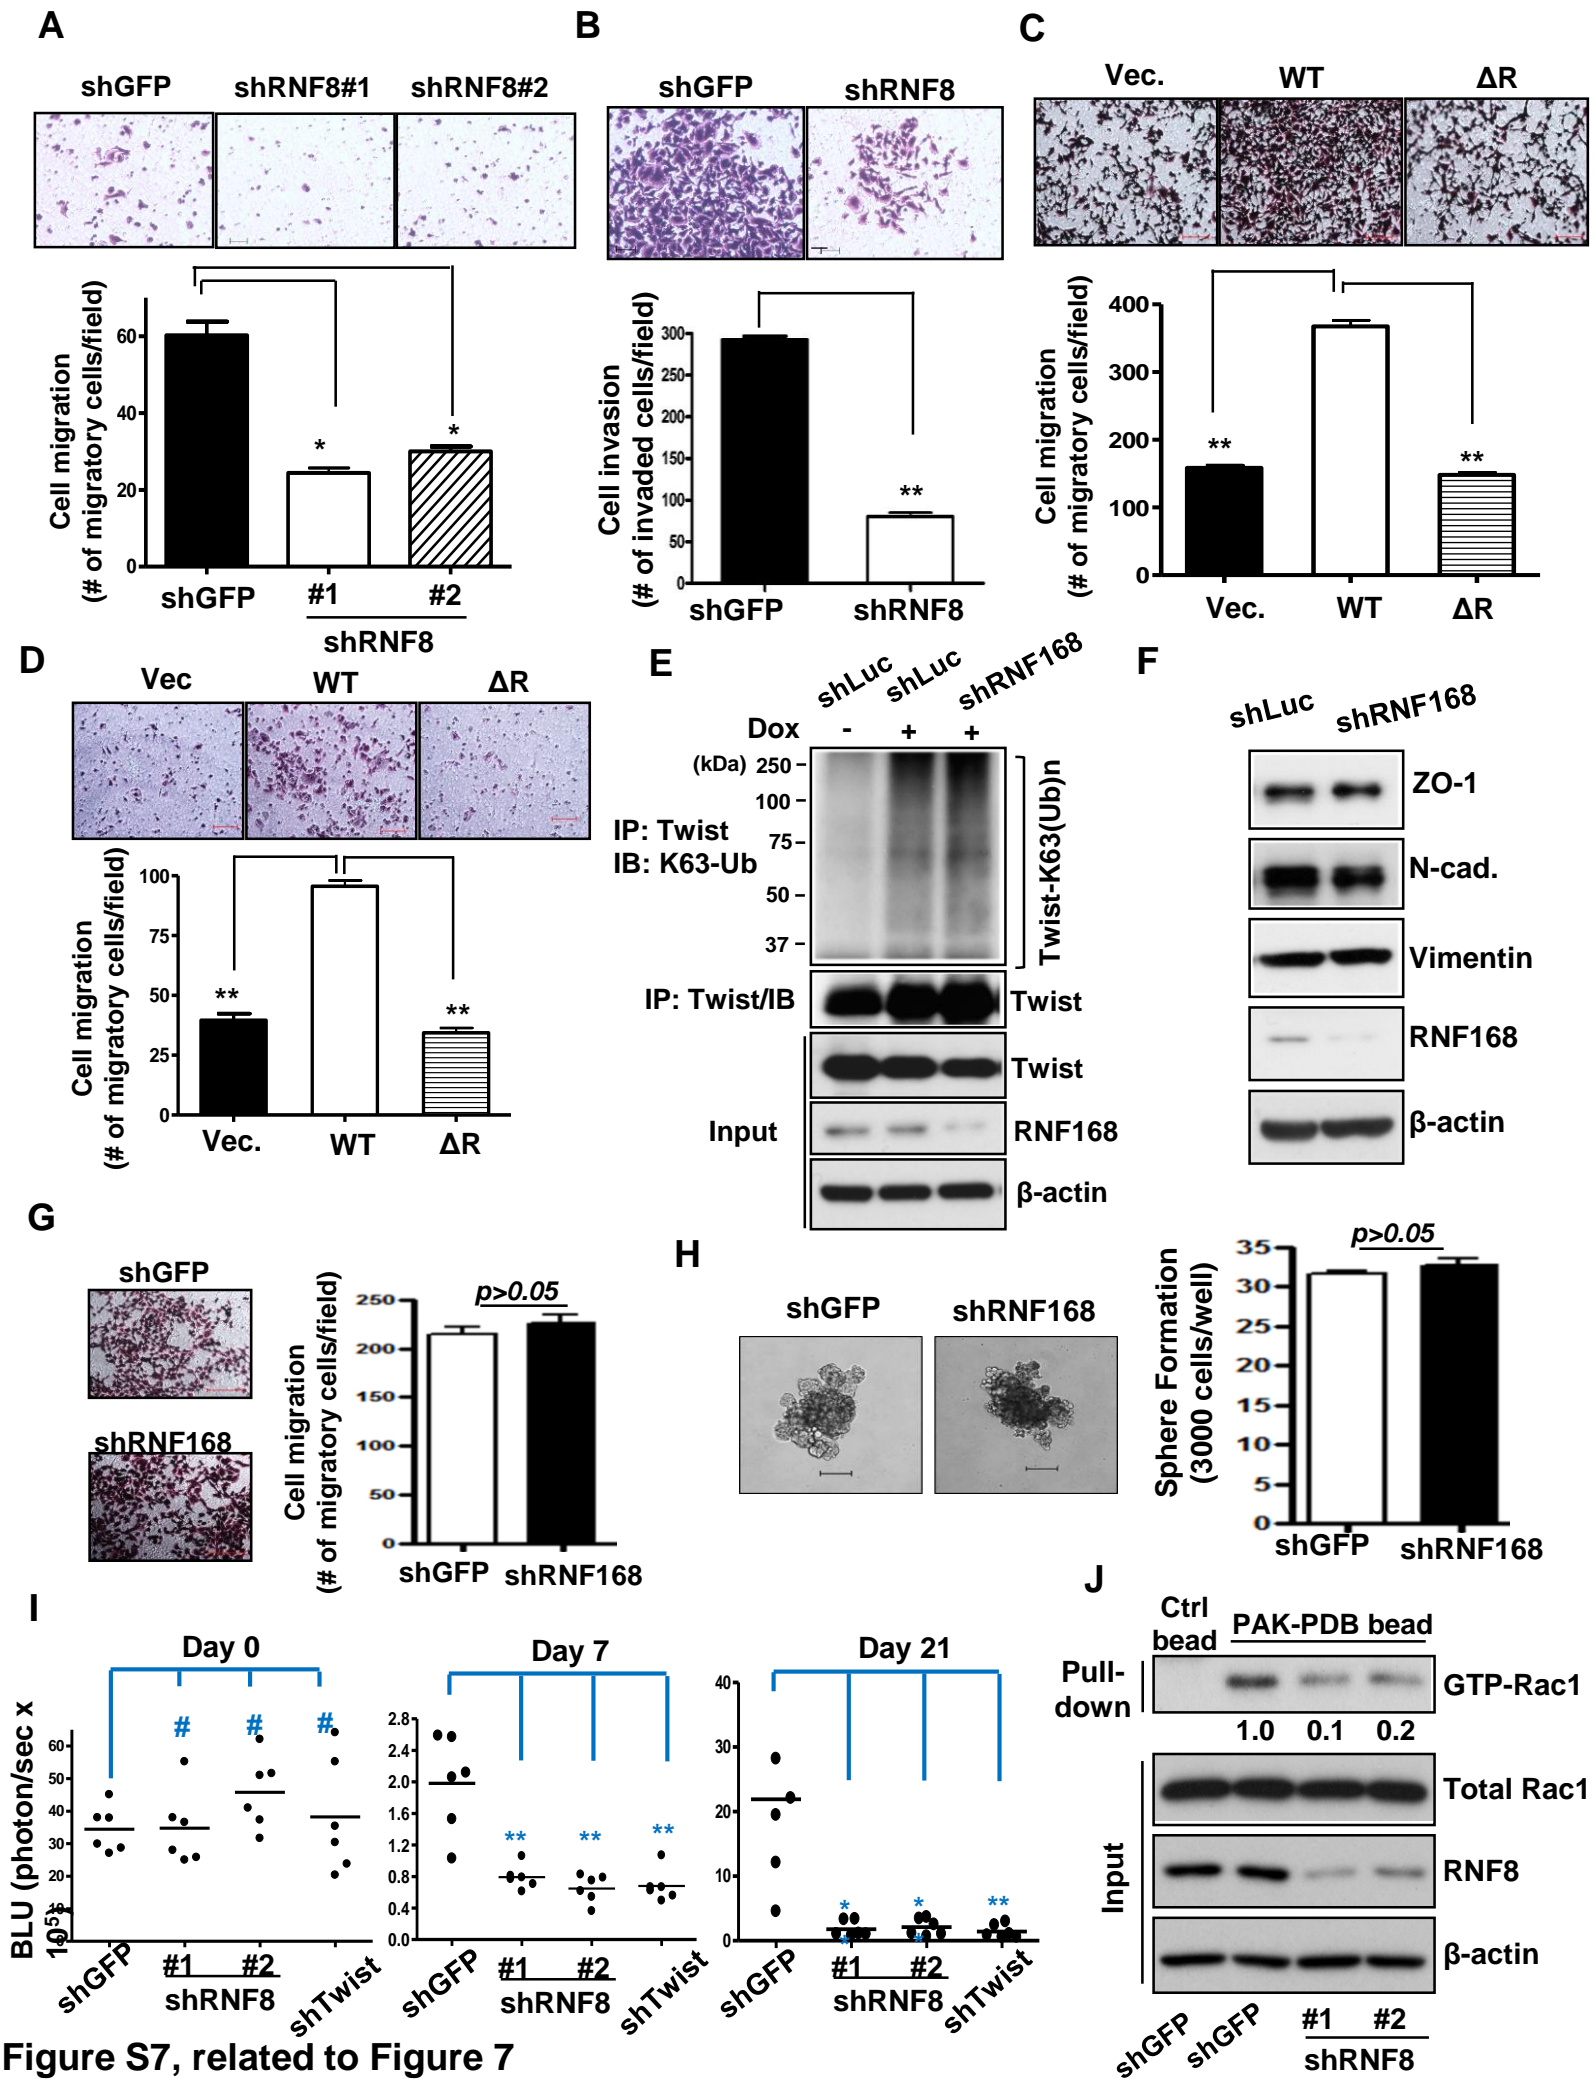 A
shGFP shRNF8#1 shRNF8#2
Cell migration
(# of migratory cells/field)
60
40
20
0
*
*
shGFP #1 #2
shRNF8
B
shGFP shRNF8
Cell invasion
(# of invaded cells/field)
300
250
200
150
100
50
0
**
shGFP shRNF8
C
Vec. WT ΔR
Cell migration
(# of migratory cells/field)
400
300
200
100
0
**
**
Vec. WT ΔR
D
Vec WT ΔR
Cell migration
(# of migratory cells/field)
100
75
50
25
0
**
**
Vec. WT ΔR
E
shLuc shLuc shRNF168
Dox - + +
(kDa) 250
100
75
50
37
IP: Twist
IB: K63-Ub
Twist-K63(Ub)n
IP: Twist/IB Twist
Twist
Input RNF168
β-actin
F
shLuc shRNF168
ZO-1
N-cad.
Vimentin
RNF168
β-actin
G
shGFP
shRNF168
Cell migration
(# of migratory cells/field)
250
200
150
100
50
0
p>0.05
shGFP shRNF168
H
shGFP shRNF168
Sphere Formation
(3000 cells/well)
35
30
25
20
15
10
5
0
p>0.05
shGFP shRNF168
I
BLU (photon/sec x
10⁵)
Day 0
60
50
40
30
20
10
0
# # #
shGFP #1 #2 shTwist
shRNF8
Day 7
2.8
2.4
2.0
1.6
1.2
0.8
0.4
0.0
** ** **
shGFP #1 #2 shTwist
shRNF8
Day 21
40
30
20
10
0
* * **
* *
shGFP #1 #2 shTwist
shRNF8
J
Ctrl
bead
PAK-PDB bead
Pull-
down
GTP-Rac1
1.0 0.1 0.2
Total Rac1
Input
RNF8
β-actin
shGFP shGFP #1 #2
shRNF8
Figure S7, related to Figure 7